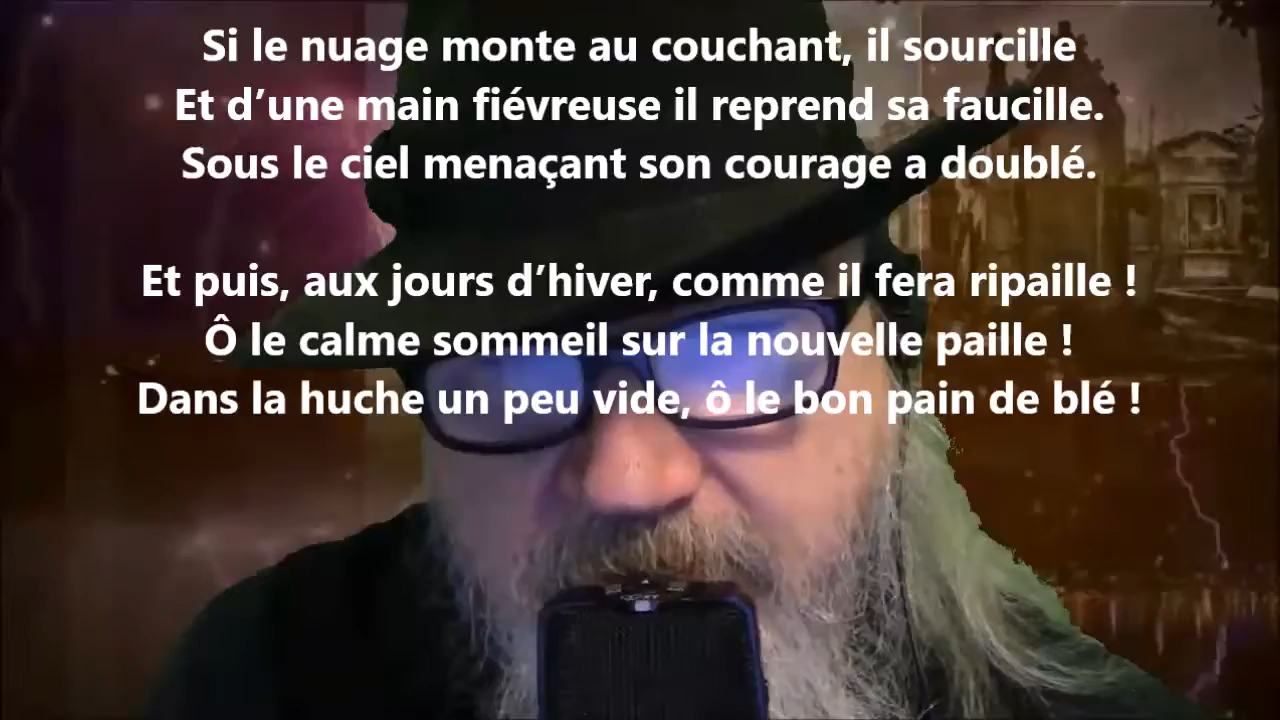 Si le nuage monte au couchant, il sourcille
Et d’une main fiévreuse il reprend sa faucille.
Sous le ciel menaçant son courage a doublé.
Et puis, aux jours d’hiver, comme il fera ripaille !
Ô le calme sommeil sur la nouvelle paille !
Dans la huche un peu vide, ô le bon pain de blé !